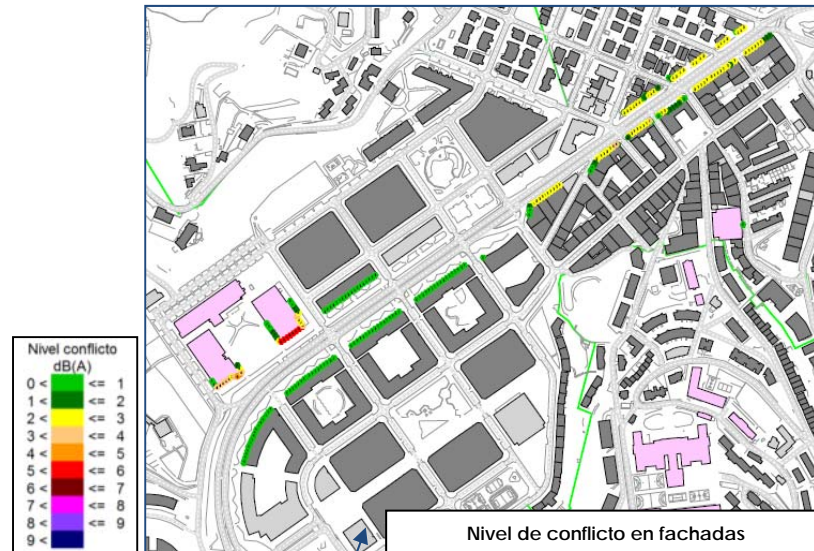 Nivel conflicto
dB(A)
0 < <= 1
1 < <= 2
2 < <= 3
3 < <= 4
4 < <= 5
5 < <= 6
6 < <= 7
7 < <= 8
8 < <= 9
9 <
Nivel de conflicto en fachadas